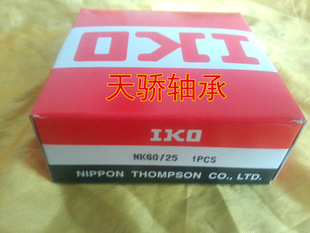 IKO
天骄轴承
IKO
NK60/25 1PCS
NIPPON THOMPSON CO., LTD.